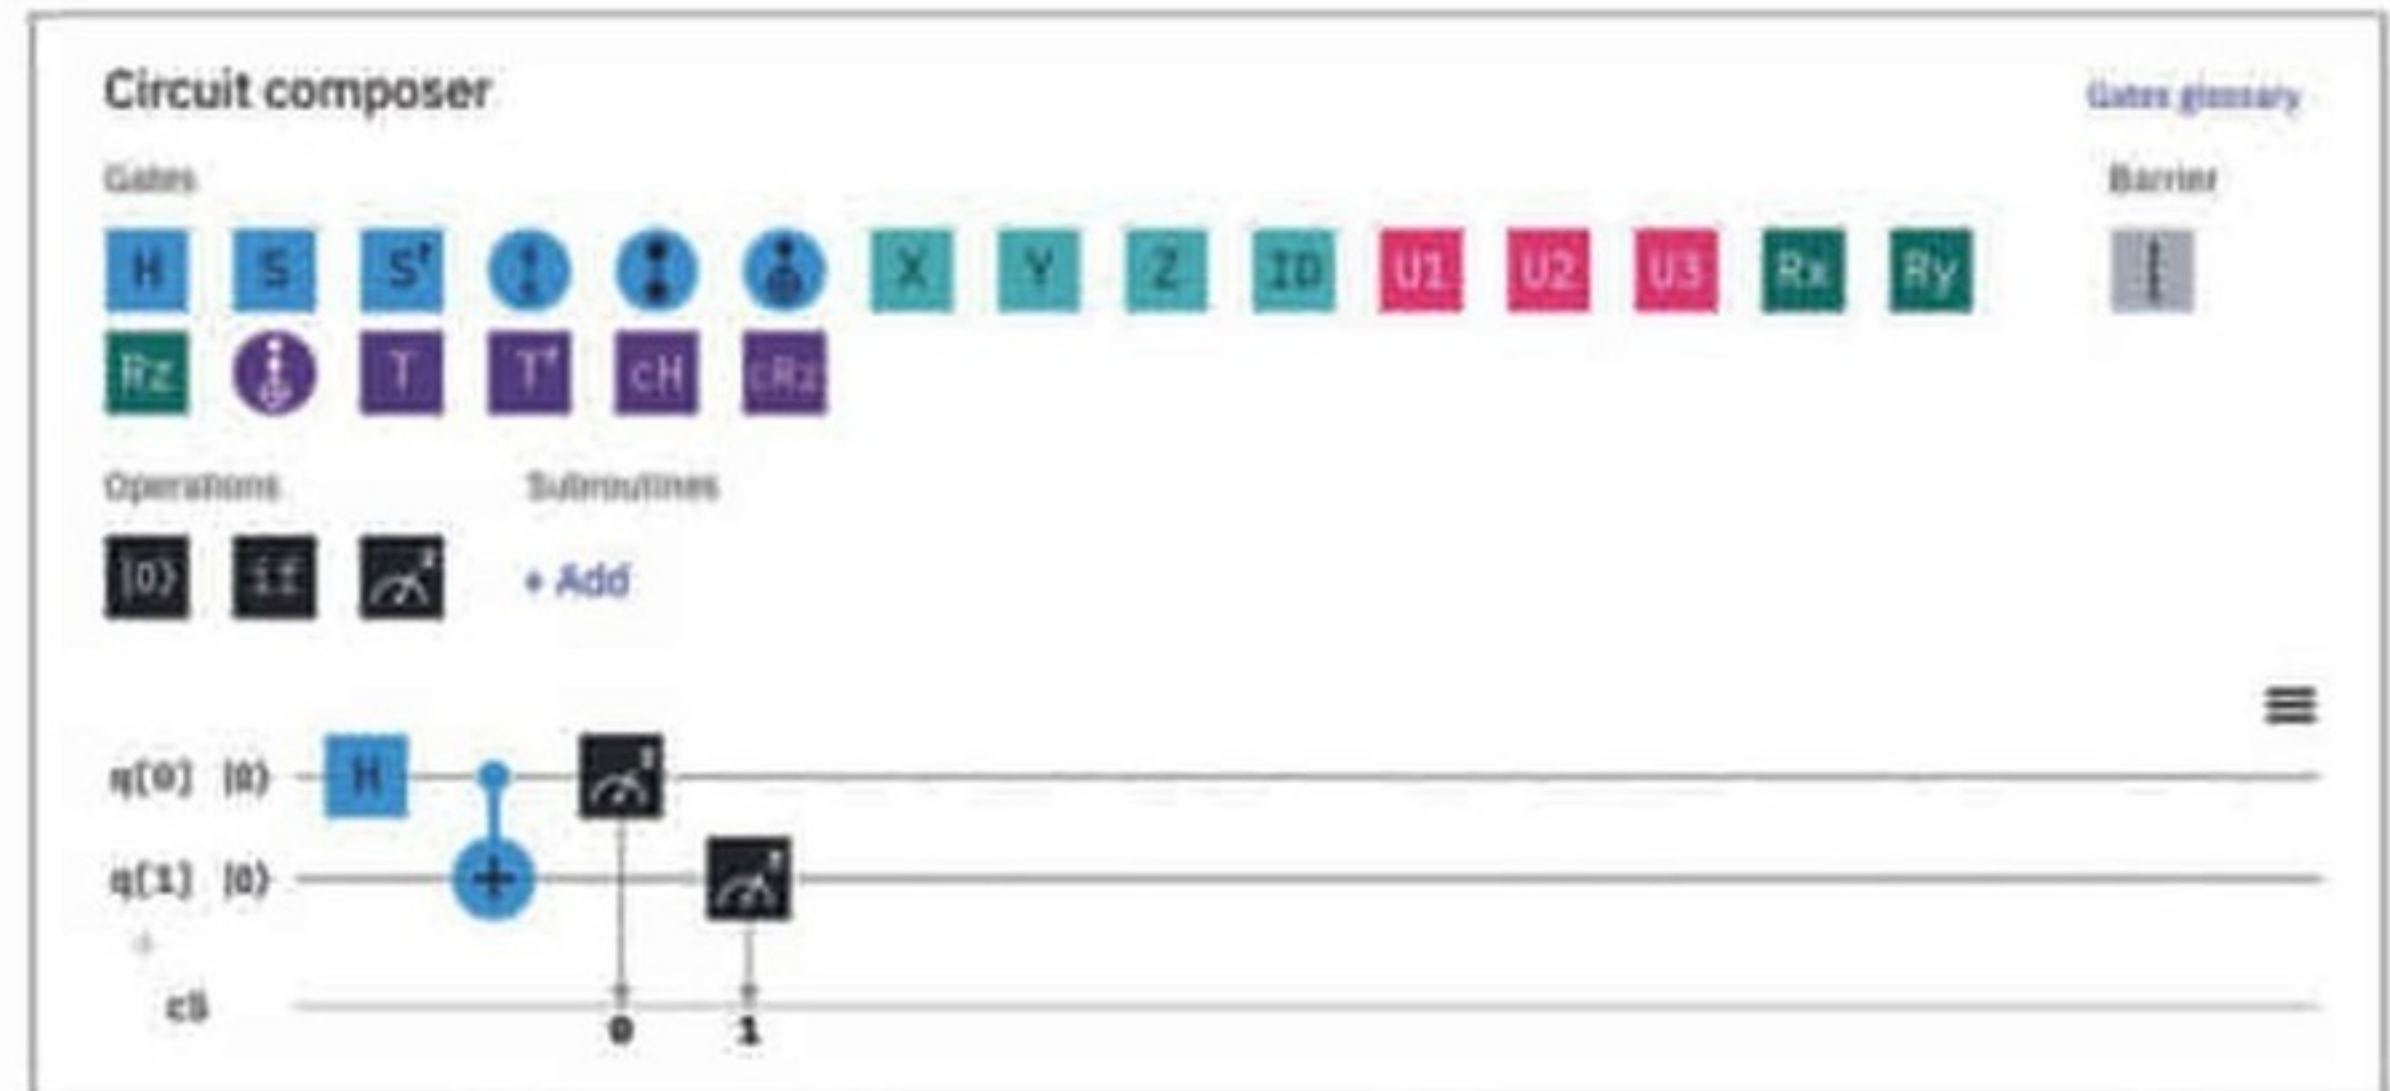 Circuit composer
Gates glossary
Gates
Barrier
H S S† X Y Z ID U1 U2 U3 Rx Ry
Rz T T† cH cRz
Operations Subroutines
|0⟩ if z + Add
q[0] |0⟩ H z
q[1] |0⟩ + z
+
c5
0 1